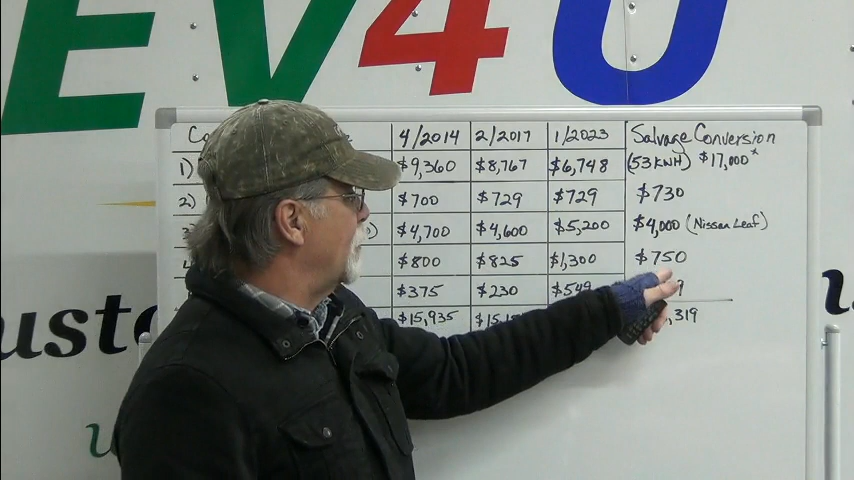 EV4U
4/2014 2/2017 1/2023 Salvage Conversion
1) $9,360 $8,767 $6,748 (53 KWH) $17,000*
2) $700 $729 $729 $730
$4,700 $4,600 $5,200 $4,000 (Nissan Leaf)
$800 $825 $1,300 $750
$375 $230 $549
$15,935 ,319